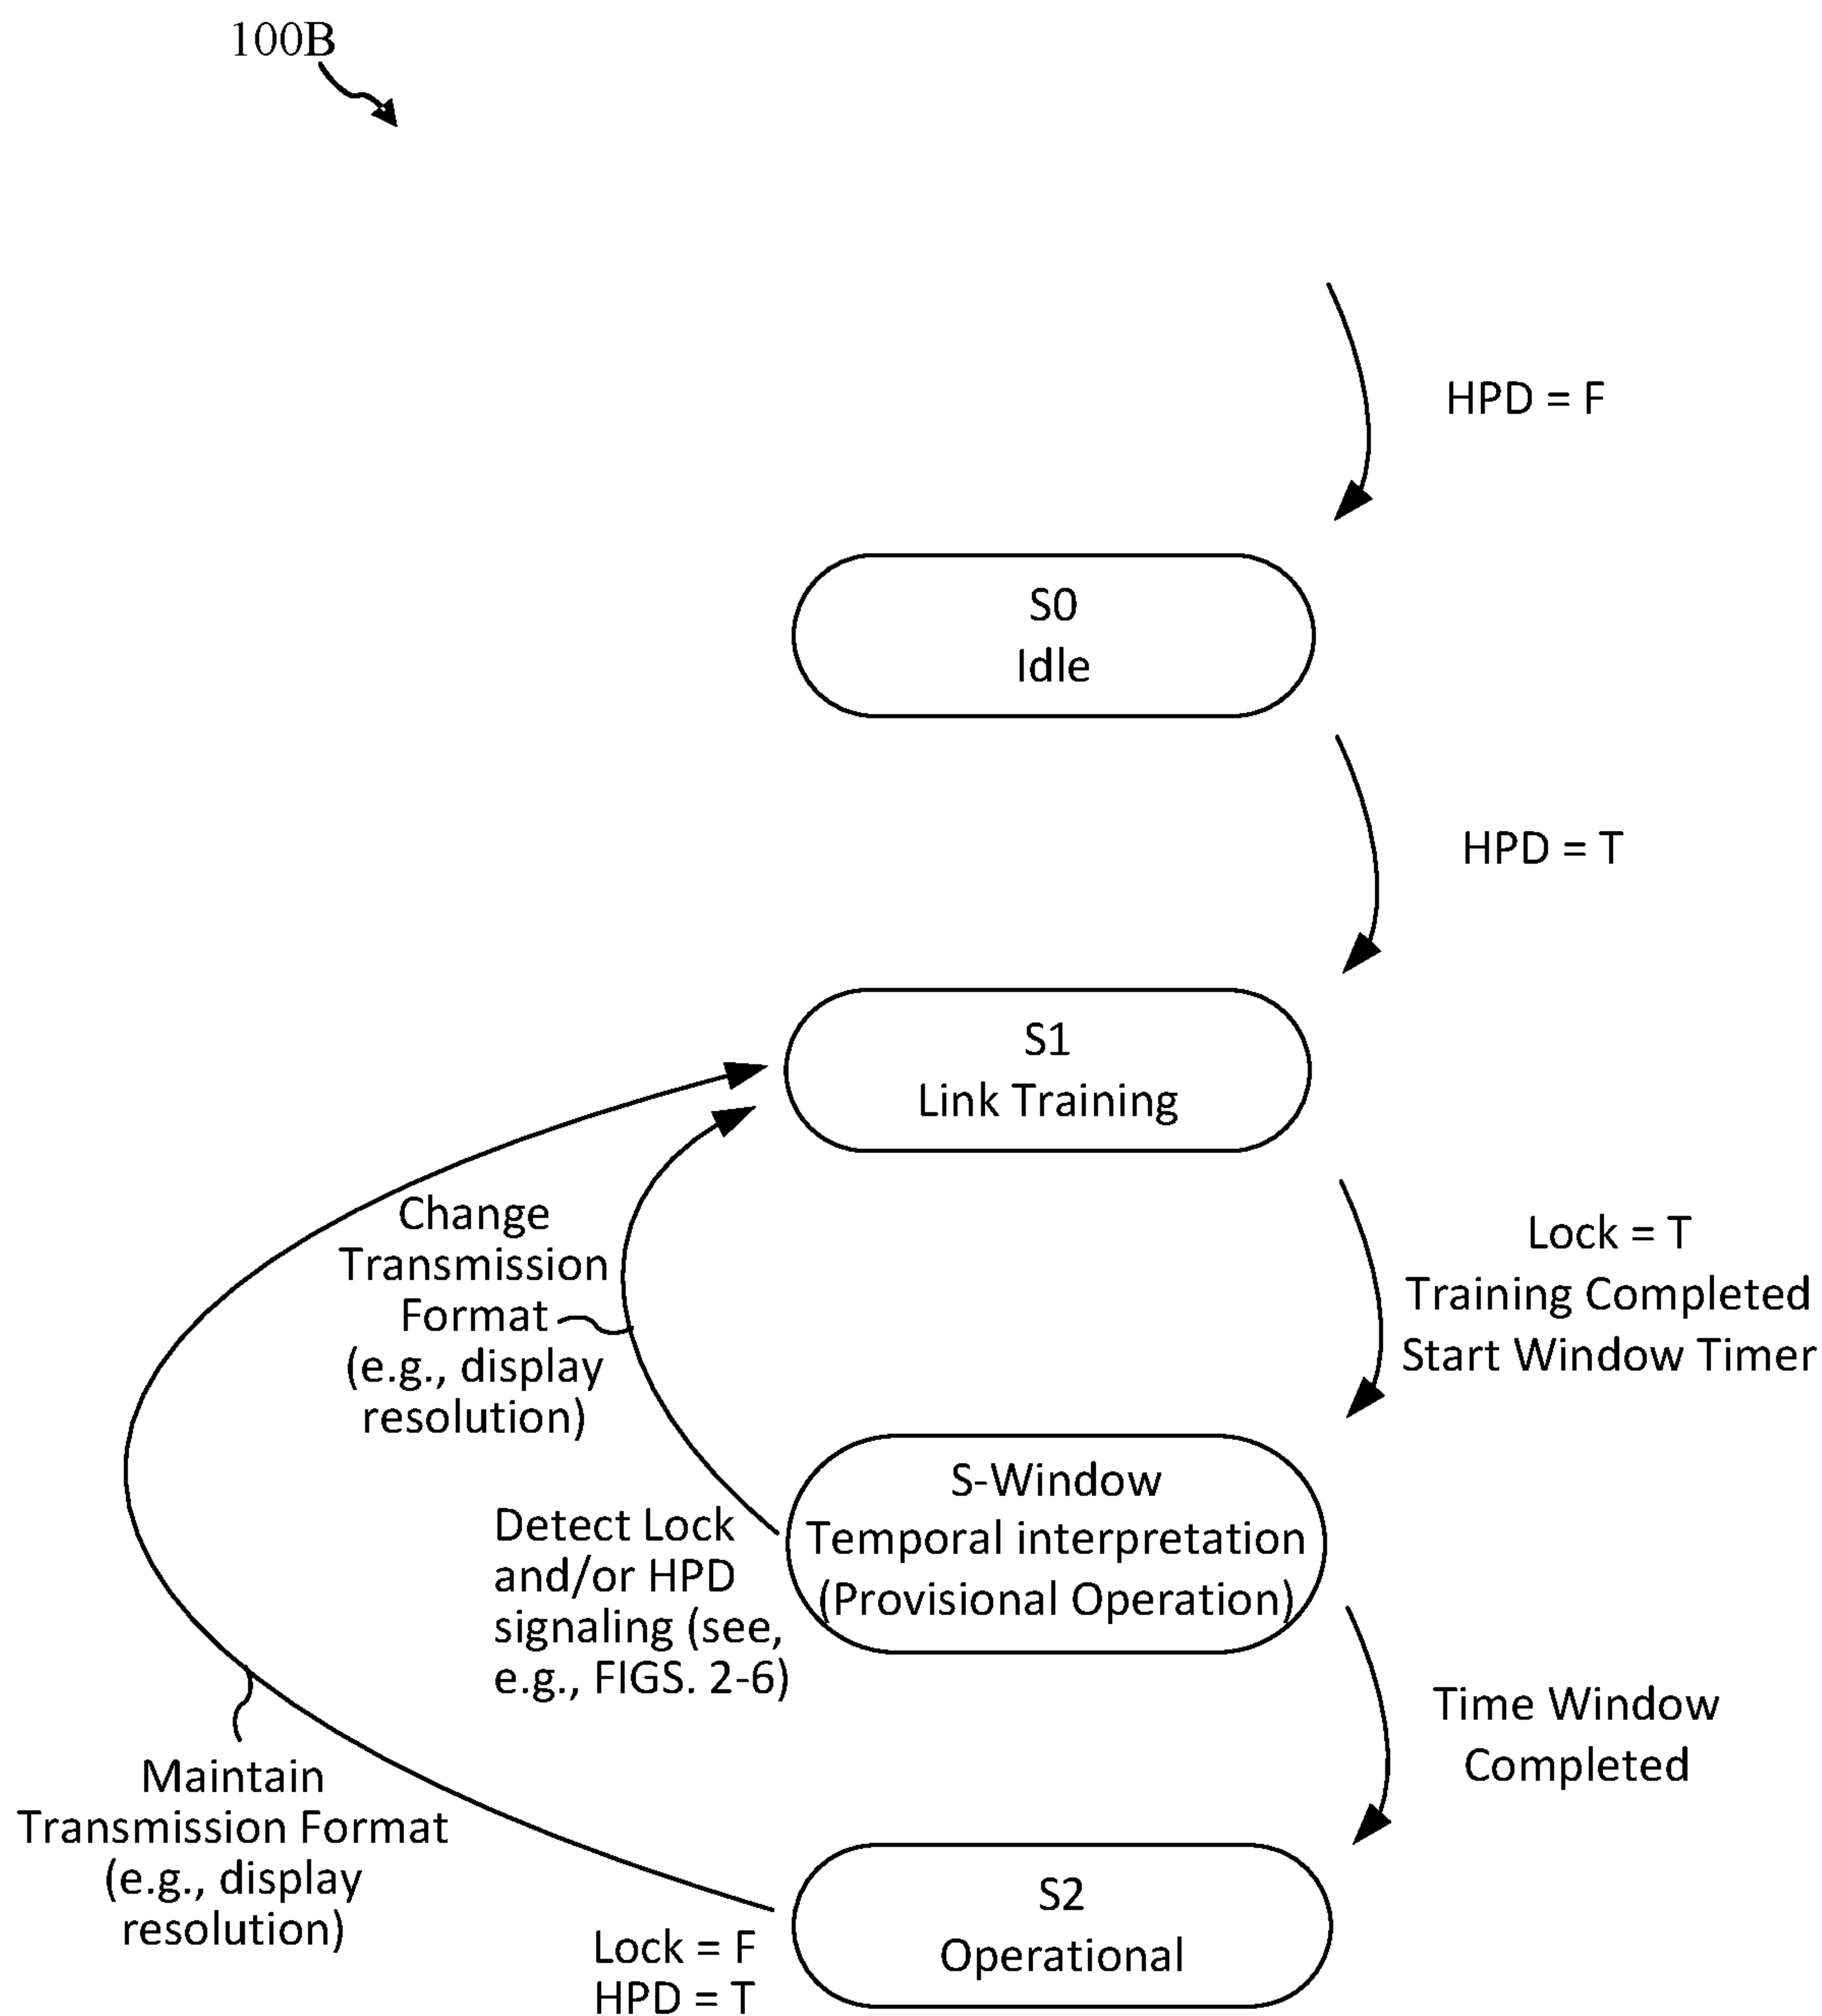 100B
HPD = F
S0
Idle
HPD = T
S1
Link Training
Change
Transmission
Format
(e.g., display
resolution)
Lock = T
Training Completed
Start Window Timer
S-Window
Temporal interpretation
(Provisional Operation)
Detect Lock
and/or HPD
signaling (see,
e.g., FIGS. 2-6)
Time Window
Completed
Maintain
Transmission Format
(e.g., display
resolution)
S2
Operational
Lock = F
HPD = T